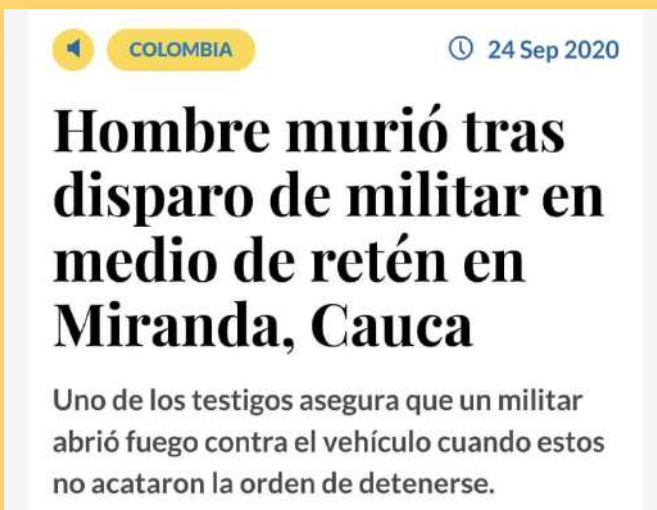 COLOMBIA
24 Sep 2020
Hombre murió tras
disparo de militar en
medio de retén en
Miranda, Cauca
Uno de los testigos asegura que un militar
abrió fuego contra el vehículo cuando estos
no acataron la orden de detenerse.